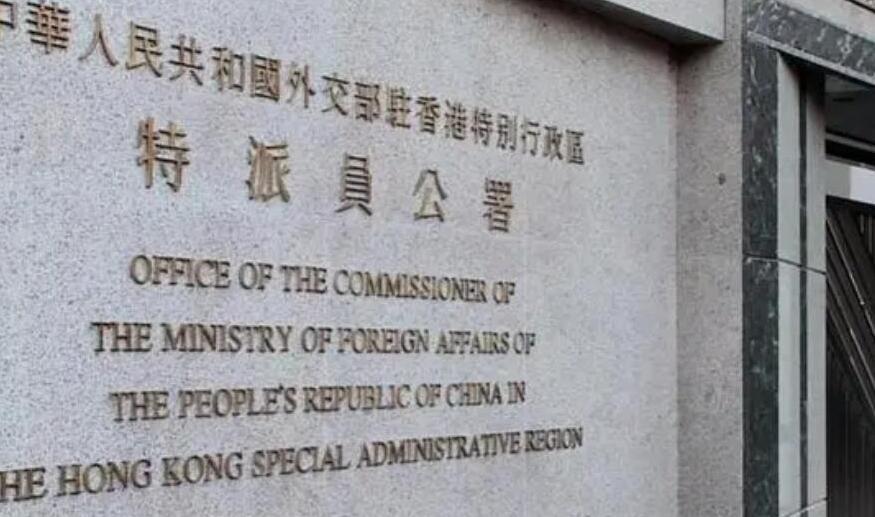 中華人民共和國外交部駐香港特別行政區
特派員公署
OFFICE OF THE COMMISSIONER OF
THE MINISTRY OF FOREIGN AFFAIRS OF
THE PEOPLE'S REPUBLIC OF CHINA IN
HE HONG KONG SPECIAL ADMINISTRATIVE REGION